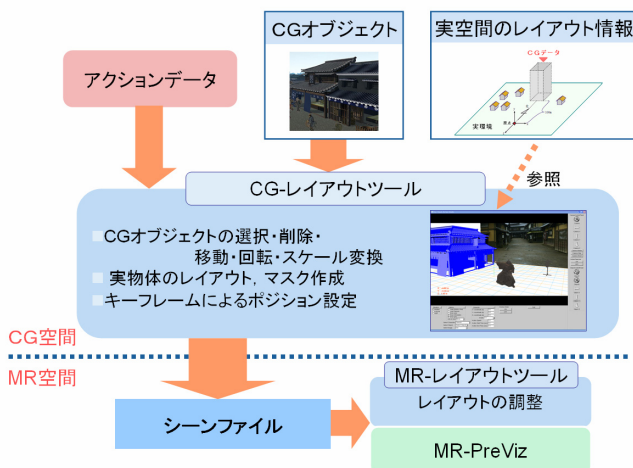 CGオブジェクト
実空間のレイアウト情報
アクションデータ
CGデータ
実環境
原点
CG-レイアウトツール
参照
CGオブジェクトの選択・削除・
移動・回転・スケール変換
実物体のレイアウト, マスク作成
キーフレームによるポジション設定
CG空間
MR空間
MR-レイアウトツール
レイアウトの調整
シーンファイル
MR-PreViz